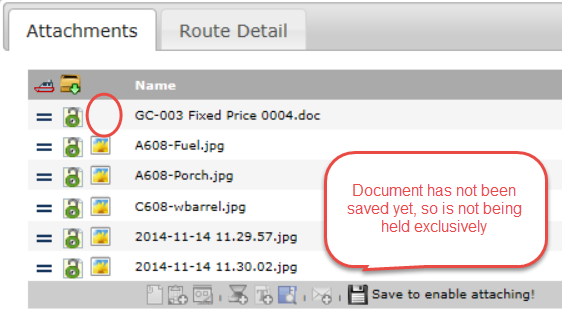 Attachments
Route Detail
Name
GC-003 Fixed Price 0004.doc
A608-Fuel.jpg
A608-Porch.jpg
C608-wbarrel.jpg
2014-11-14 11.29.57.jpg
2014-11-14 11.30.02.jpg
Document has not been
saved yet, so is not being
held exclusively
Save to enable attaching!